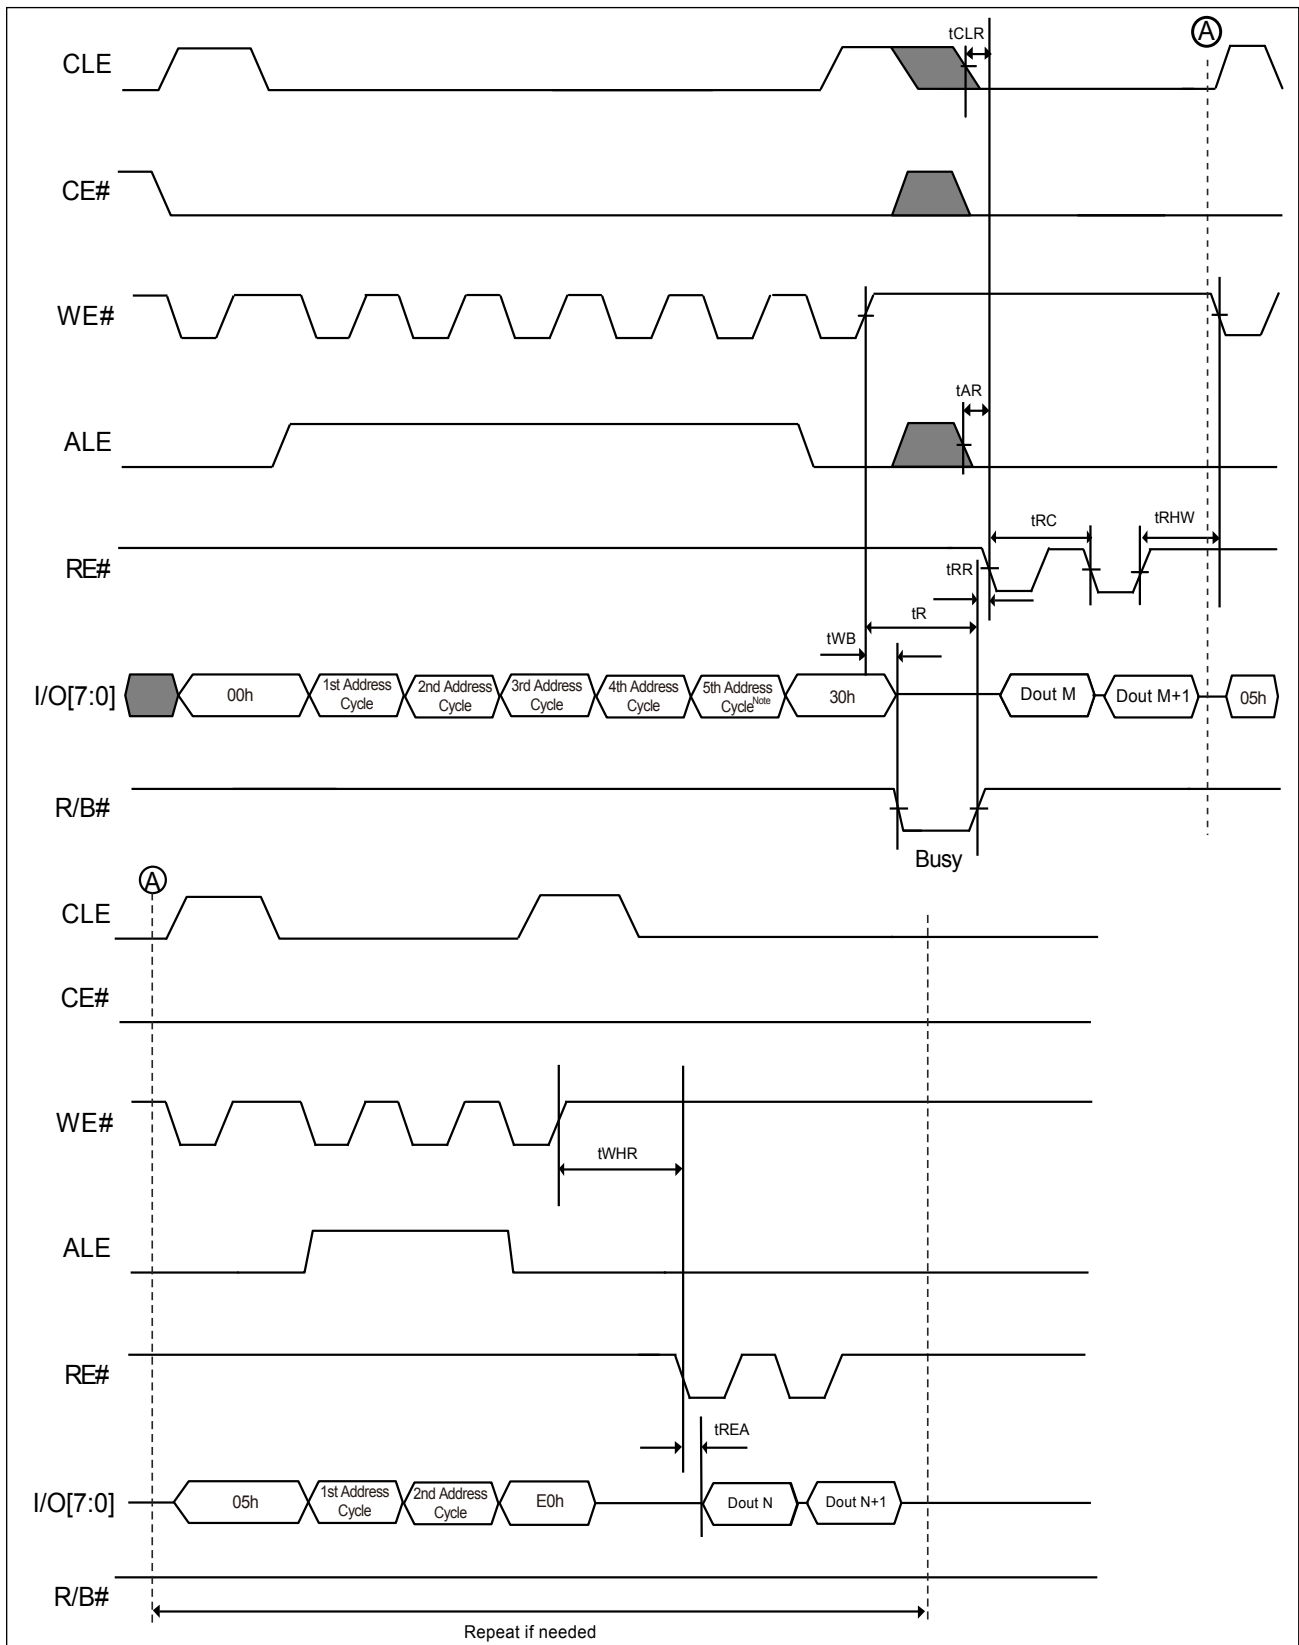 tCLR
A
CLE
CE#
WE#
tAR
ALE
tRC
tRHW
RE#
tRR
tR
tWB
I/O[7:0]
00h
1st Address
Cycle
2nd Address
Cycle
3rd Address
Cycle
4th Address
Cycle
5th Address
CycleNote
30h
Dout M
Dout M+1
05h
R/B#
Busy
A
CLE
CE#
WE#
tWHR
ALE
RE#
tREA
I/O[7:0]
05h
1st Address
Cycle
2nd Address
Cycle
E0h
Dout N
Dout N+1
R/B#
Repeat if needed